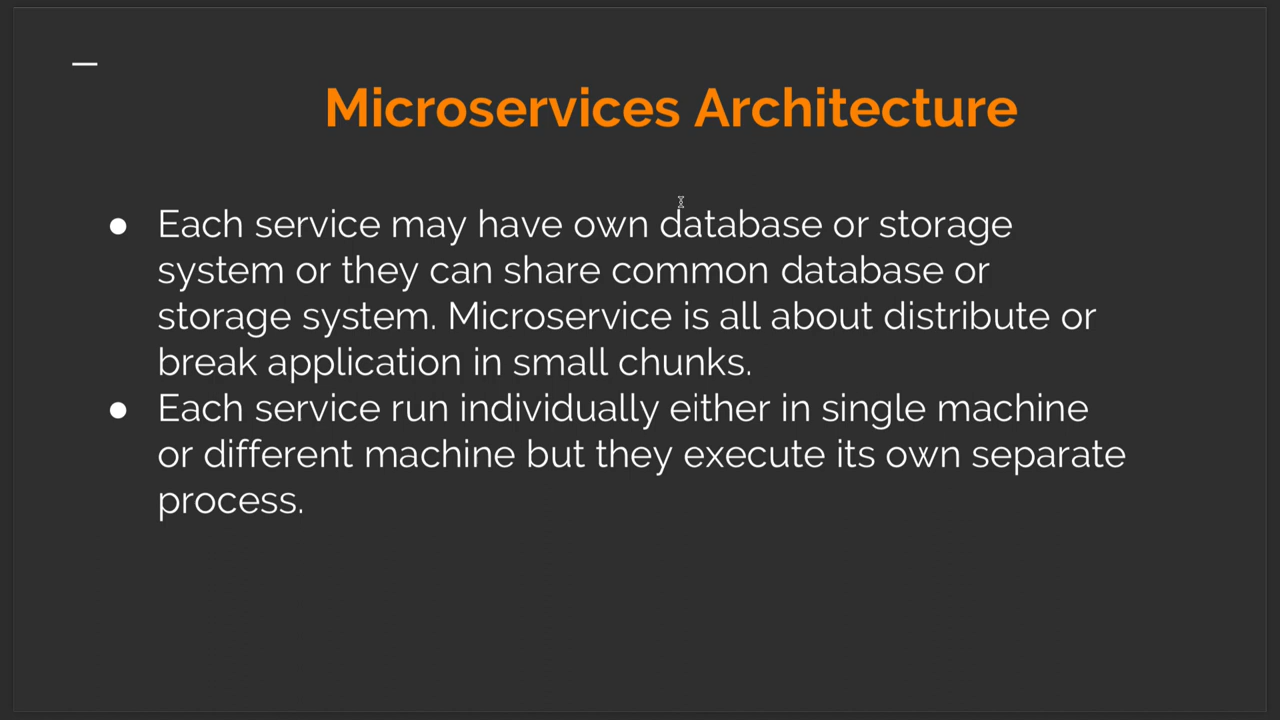 Microservices Architecture
● Each service may have own database or storage
system or they can share common database or
storage system. Microservice is all about distribute or
break application in small chunks.
● Each service run individually either in single machine
or different machine but they execute its own separate
process.